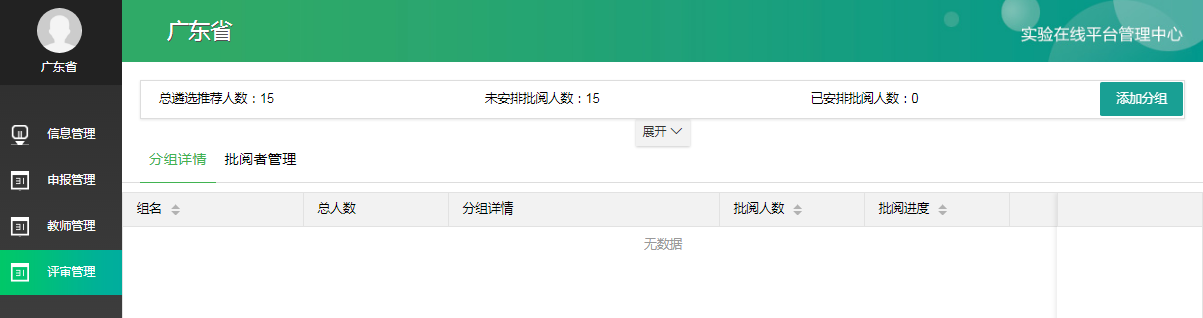 广东省
广东省
实验在线平台管理中心
信息管理
申报管理
教师管理
评审管理
总遴选推荐人数：15
未安排批阅人数：15
已安排批阅人数：0
添加分组
展开
分组详情
批阅者管理
组名
总人数
分组详情
批阅人数
批阅进度
无数据